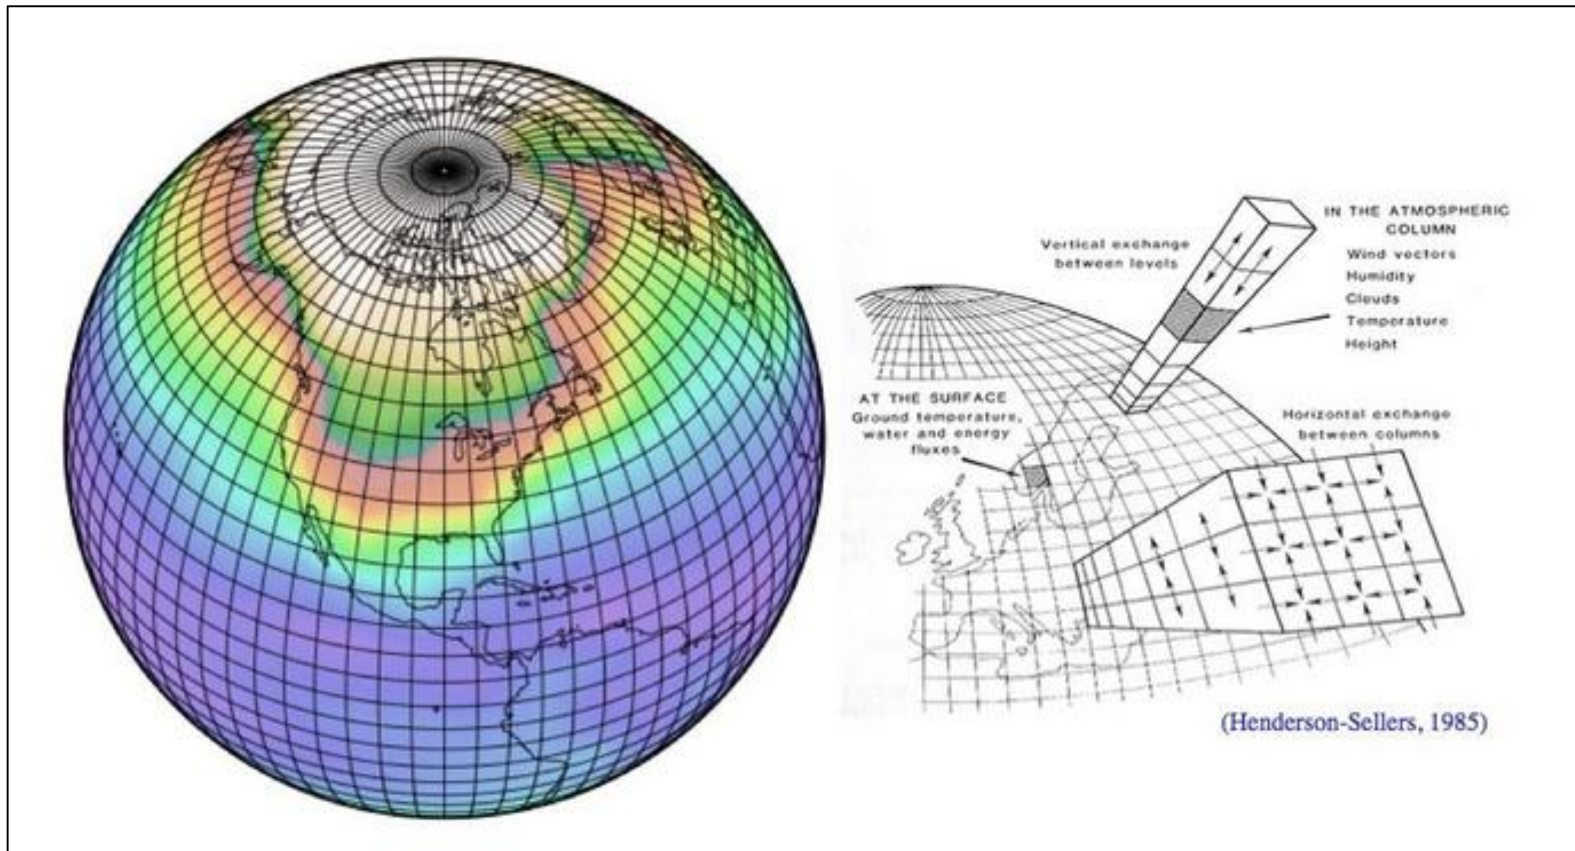 IN THE ATMOSPHERIC
COLUMN
Wind vectors
Humidity
Clouds
Temperature
Height
Vertical exchange
between levels
AT THE SURFACE
Ground temperature,
water and energy
fluxes
Horizontal exchange
between columns
(Henderson-Sellers, 1985)